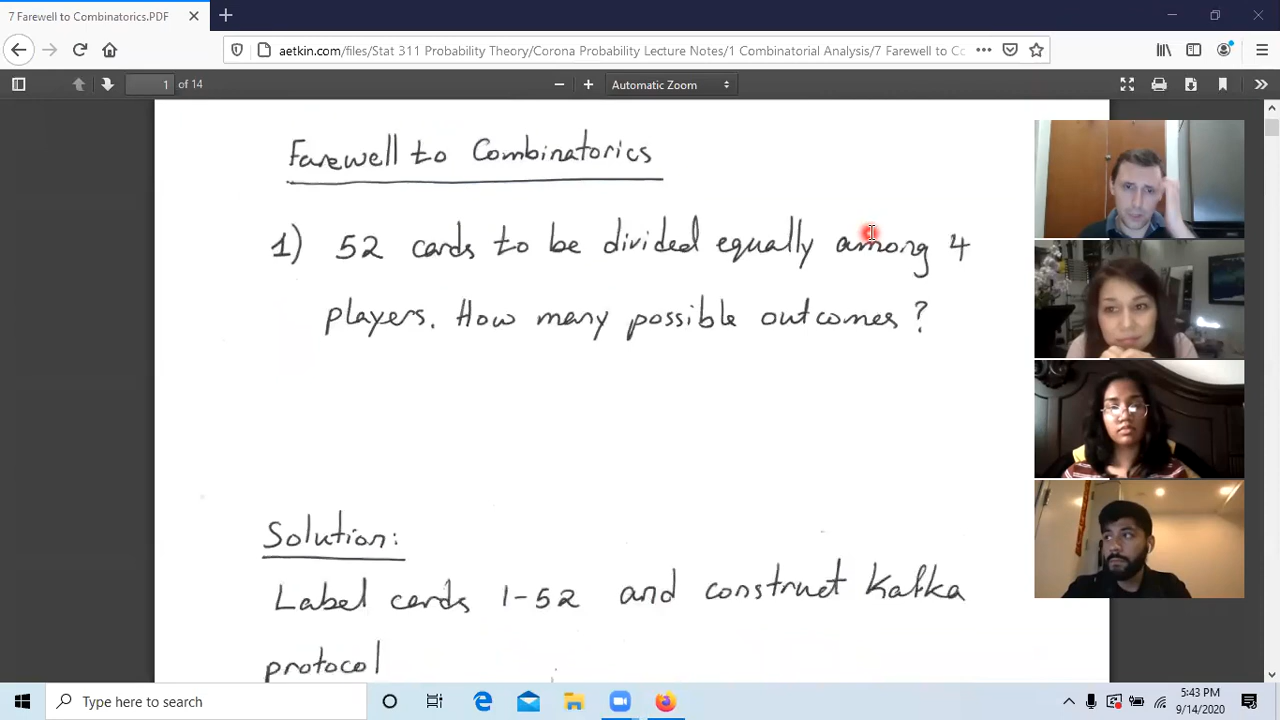 7 Farewell to Combinatorics.PDF
aetkin.com/files/Stat 311 Probability Theory/Corona Probability Lecture Notes/1 Combinatorial Analysis/7 Farewell to Cc
1 of 14
Automatic Zoom
Farewell to Combinatorics
1) 52 cards to be divided equally among 4
players. How many possible outcomes?
Solution:
Label cards 1-52 and construct Kafka
protocol
Type here to search
5:43 PM
9/14/2020